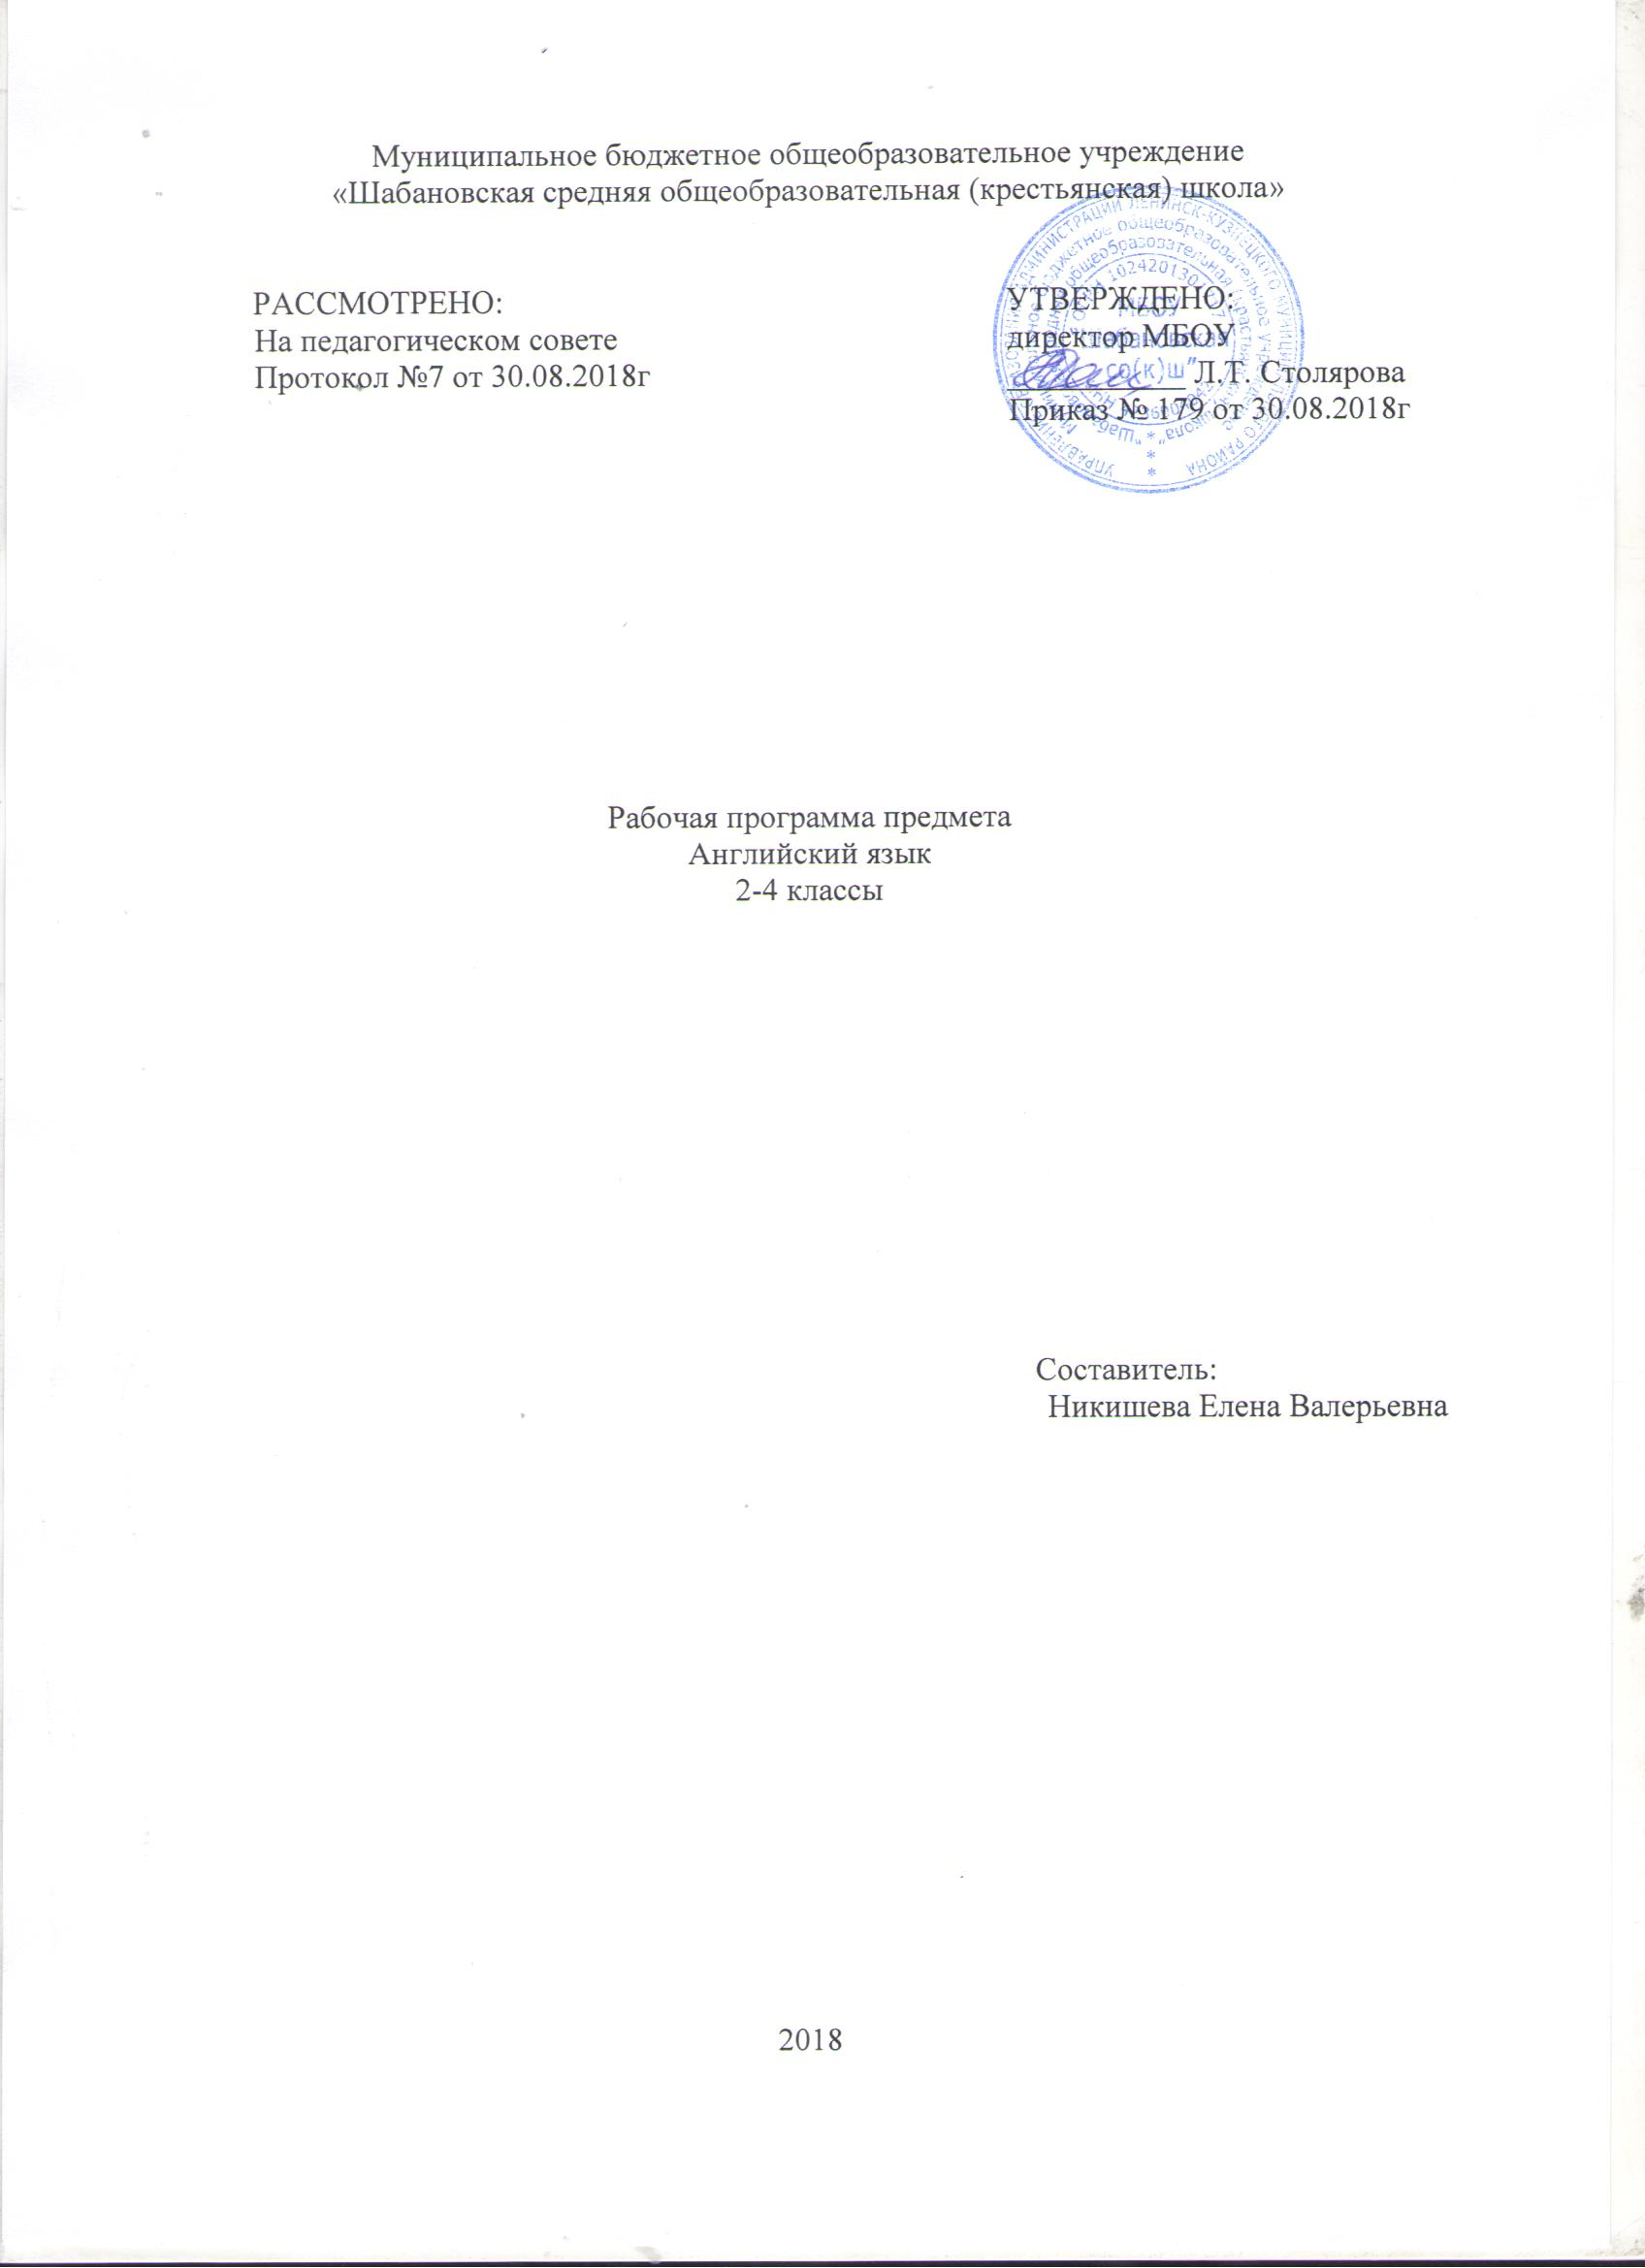 Муниципальное бюджетное общеобразовательное учреждение
«Шабановская средняя общеобразовательная (крестьянская) школа»
РАССМОТРЕНО:
На педагогическом совете
Протокол №7 от 30.08.2018г
УТВЕРЖДЕНО:
директор МБОУ
Л.Т. Столярова
Приказ № 179 от 30.08.2018г
МБОУ
со(к)ш"
Рабочая программа предмета
Английский язык
2-4 классы
Составитель:
Никишева Елена Валерьевна
2018